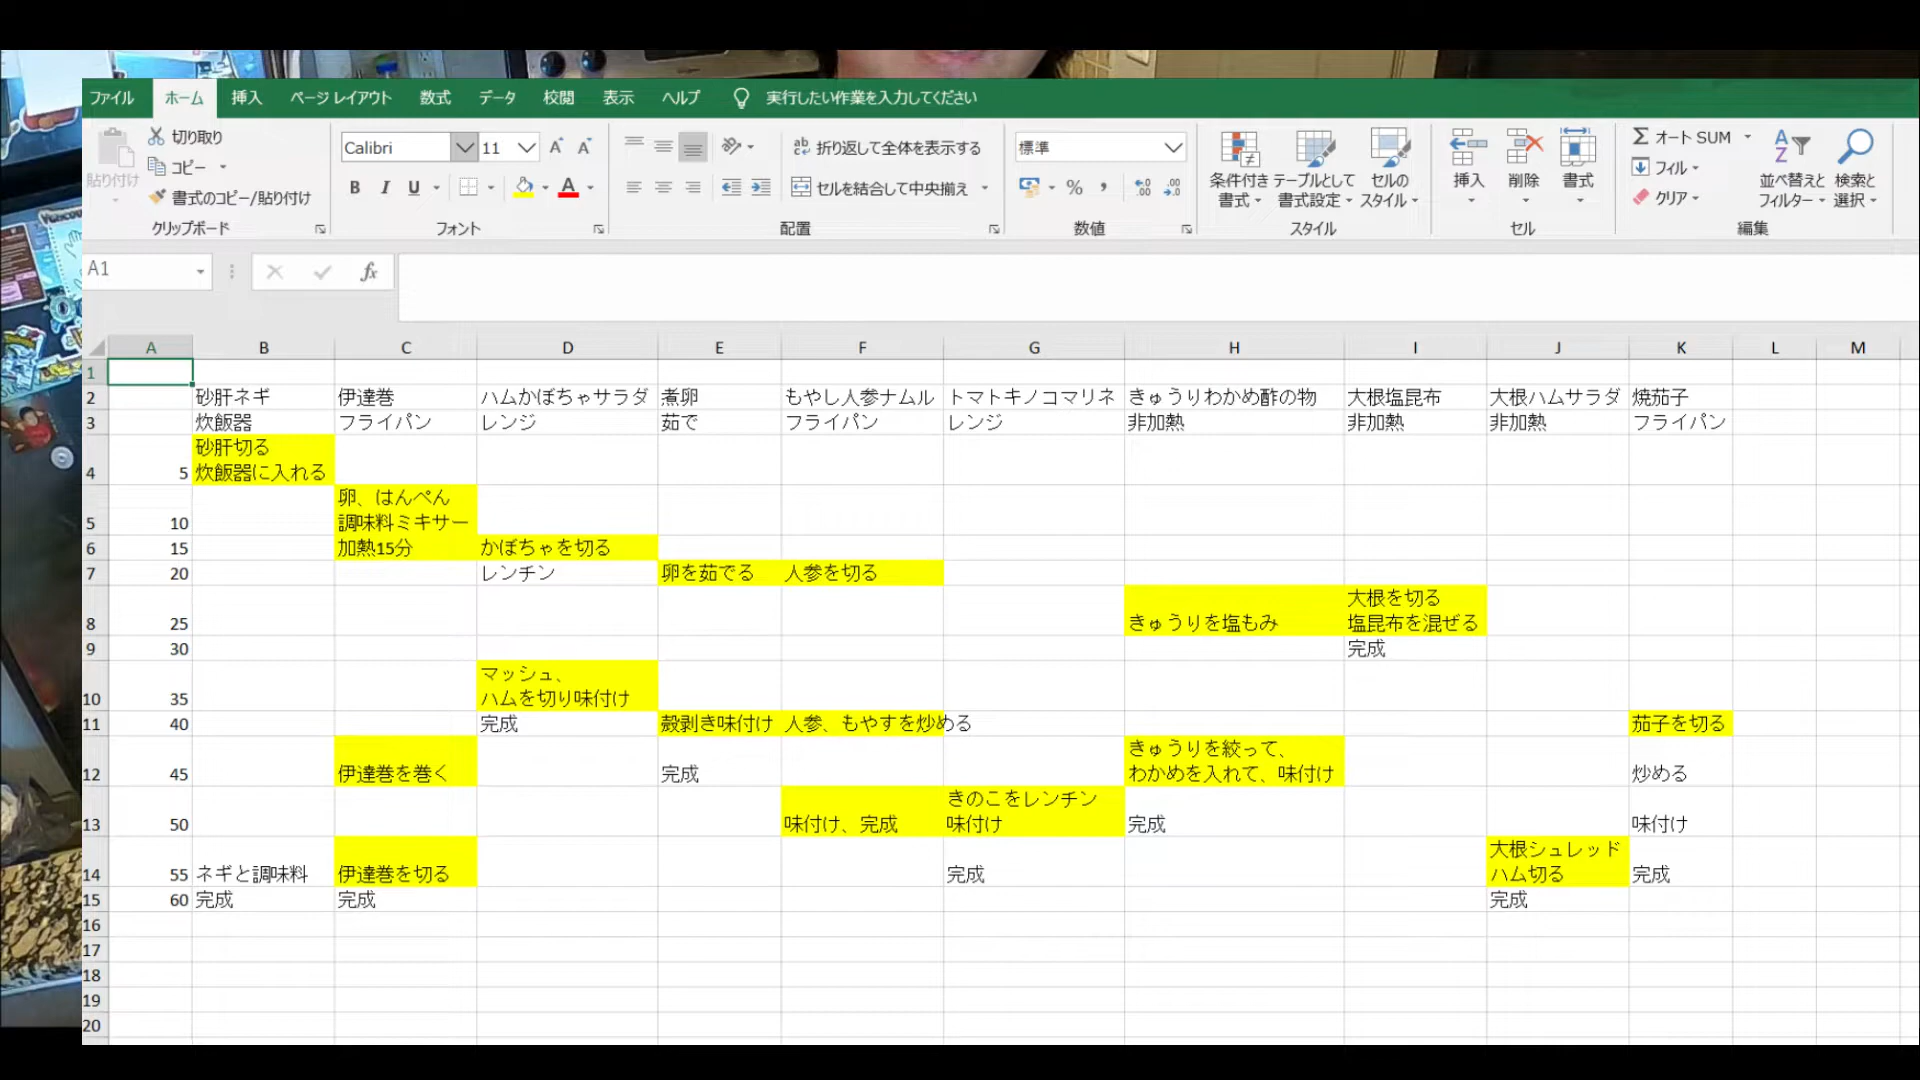 ファイル ホーム 挿入 ページ レイアウト 数式 データ 校閲 表示 ヘルプ 実行したい作業を入力してください
貼り付け
切り取り
コピー
書式のコピー/貼り付け
クリップボード
Calibri 11
B I U A
フォント
折り返して全体を表示する
セルを結合して中央揃え
配置
標準
%
数値
条件付き書式
テーブルとして書式設定
セルのスタイル
スタイル
挿入 削除 書式
セル
Σ オート SUM
フィル
クリア
並べ替えと
フィルター
検索と
選択
編集
A1 fx
A B C D E F G H I J K L M
1
2 砂肝ネギ 伊達巻 ハムかぼちゃサラダ 煮卵 もやし人参ナムル トマトキノコマリネ きゅうりわかめ酢の物 大根塩昆布 大根ハムサラダ 焼茄子
3 炊飯器 フライパン レンジ 茹で フライパン レンジ 非加熱 非加熱 非加熱 フライパン
砂肝切る
4 5 炊飯器に入れる
卵、はんぺん
5 10 調味料ミキサー
6 15 加熱15分 かぼちゃを切る
7 20 レンチン 卵を茹でる 人参を切る
大根を切る
8 25 きゅうりを塩もみ 塩昆布を混ぜる
9 30 完成
マッシュ、
10 35 ハムを切り味付け
11 40 完成 殻剥き味付け 人参、もやすを炒める 茄子を切る
きゅうりを絞って、
12 45 伊達巻を巻く 完成 わかめを入れて、味付け 炒める
きのこをレンチン
13 50 味付け、完成 味付け 完成 味付け
大根シュレッド
14 55 ネギと調味料 伊達巻を切る 完成 ハム切る 完成
15 60 完成 完成 完成
16
17
18
19
20